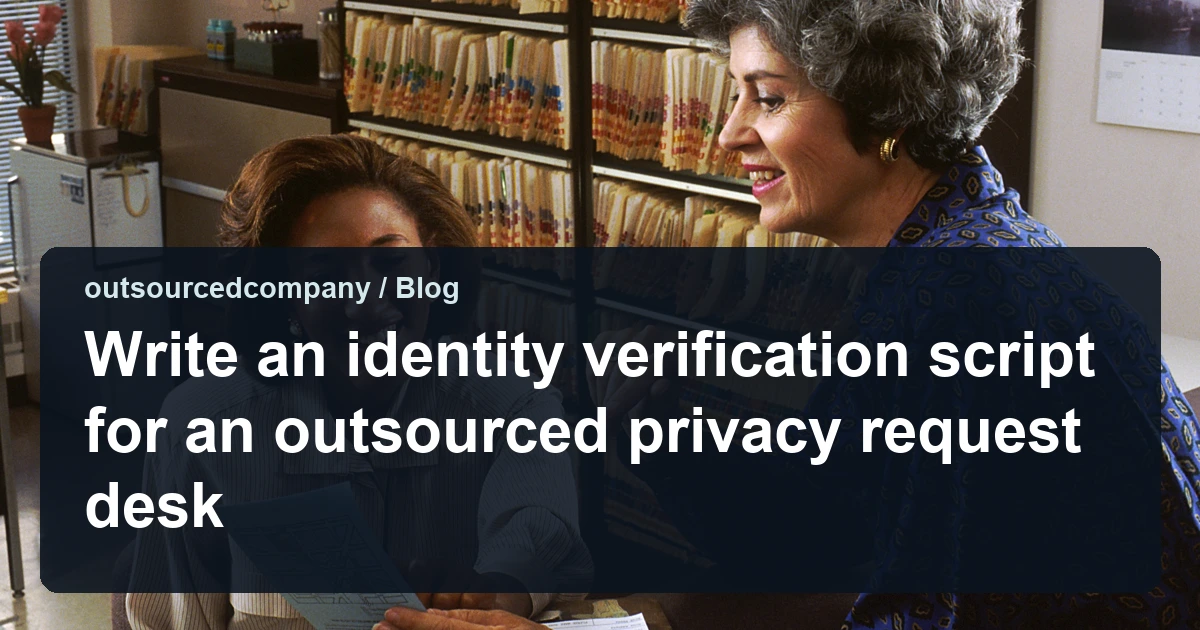 outsourcedcompany / Blog
Write an identity verification script
for an outsourced privacy request
desk